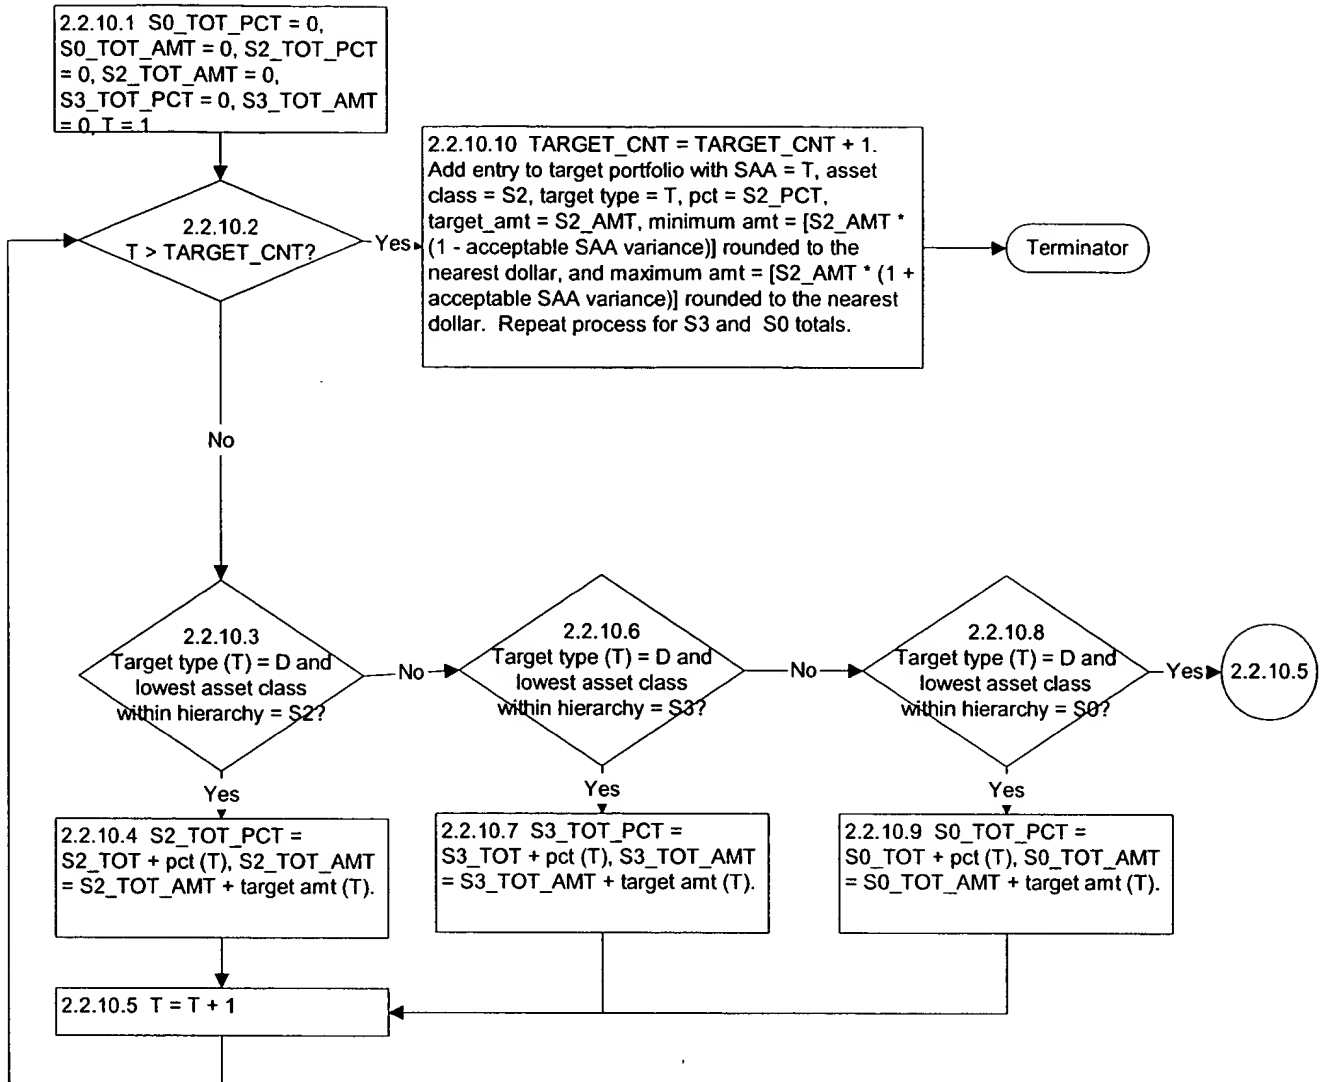 2.2.10.1 S0_TOT_PCT = 0,
S0_TOT_AMT = 0, S2_TOT_PCT
= 0, S2_TOT_AMT = 0,
S3_TOT_PCT = 0, S3_TOT_AMT
= 0, T = 1
2.2.10.10 TARGET_CNT = TARGET_CNT + 1.
Add entry to target portfolio with SAA = T, asset
class = S2, target type = T, pct = S2_PCT,
target_amt = S2_AMT, minimum amt = [S2_AMT *
(1 - acceptable SAA variance)] rounded to the
nearest dollar, and maximum amt = [S2_AMT * (1 +
acceptable SAA variance)] rounded to the nearest
dollar. Repeat process for S3 and S0 totals.
2.2.10.2
T > TARGET_CNT?
Yes
Terminator
No
2.2.10.3
Target type (T) = D and
lowest asset class
within hierarchy = S2?
No
2.2.10.6
Target type (T) = D and
lowest asset class
within hierarchy = S3?
No
2.2.10.8
Target type (T) = D and
lowest asset class
within hierarchy = S0?
Yes
2.2.10.5
Yes
Yes
Yes
2.2.10.4 S2_TOT_PCT =
S2_TOT + pct (T), S2_TOT_AMT
= S2_TOT_AMT + target amt (T).
2.2.10.7 S3_TOT_PCT =
S3_TOT + pct (T), S3_TOT_AMT
= S3_TOT_AMT + target amt (T).
2.2.10.9 S0_TOT_PCT =
S0_TOT + pct (T), S0_TOT_AMT
= S0_TOT_AMT + target amt (T).
2.2.10.5 T = T + 1